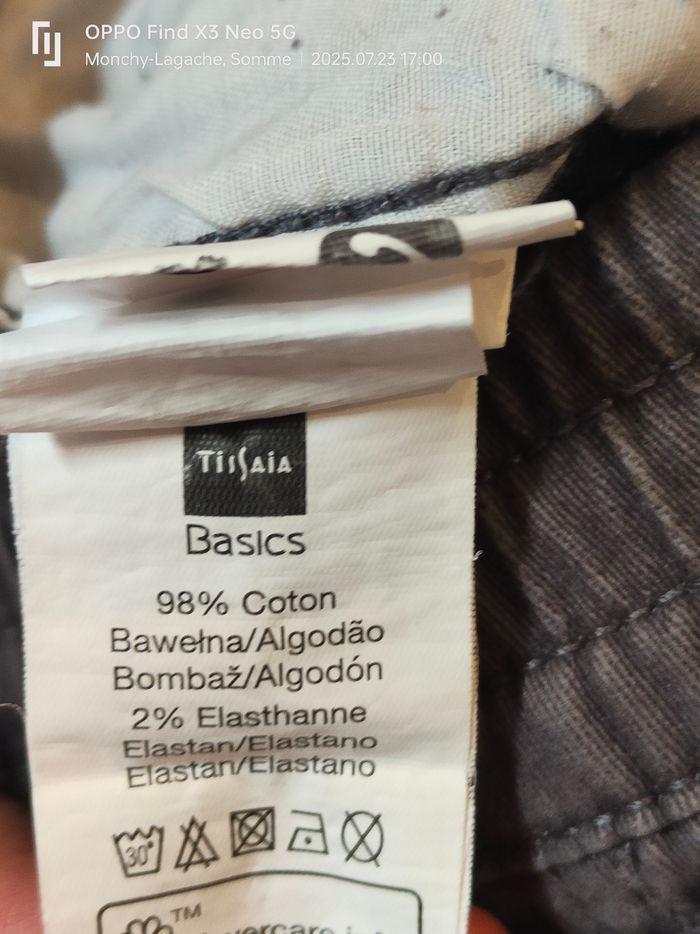 OPPO Find X3 Neo 5G
Monchy-Lagache, Somme | 2025.07.23 17:00
TissAIA
Basics
98% Coton
Bawełna/Algodão
Bombaž/Algodón
2% Elasthanne
Elastan/Elastano
Elastan/Elastano
30°
TM